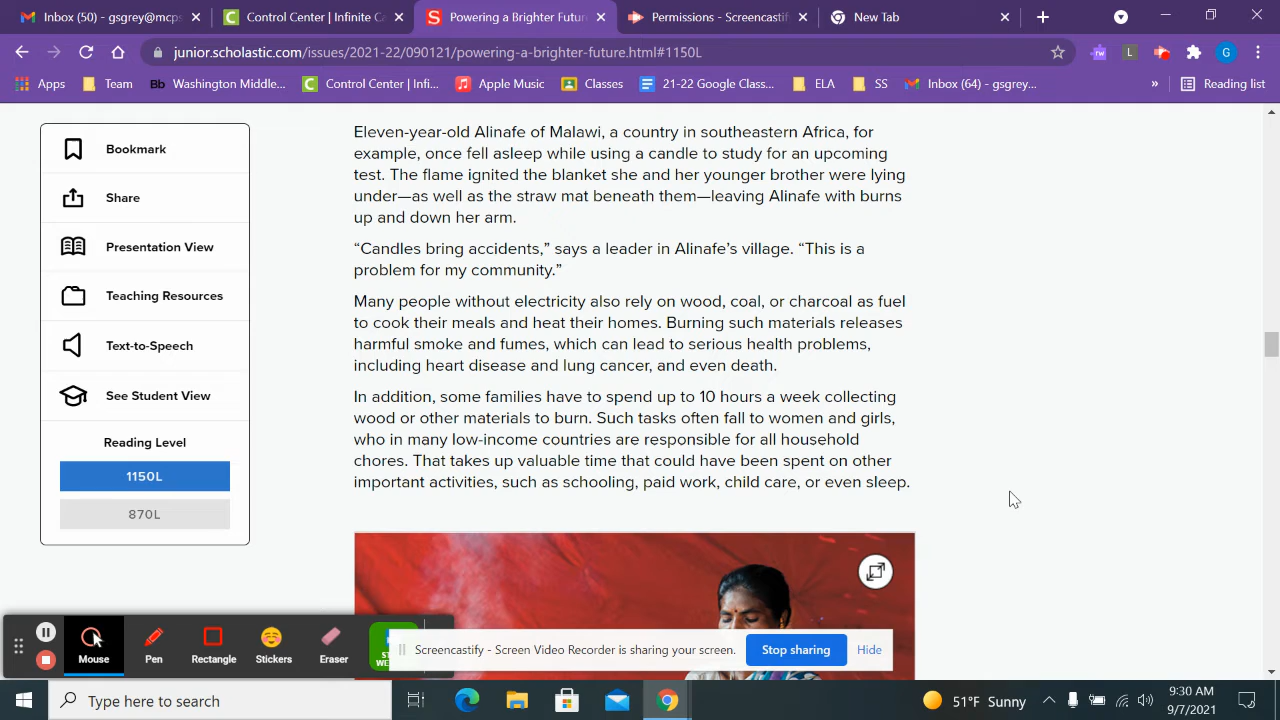 Inbox (50) - gsgrey@mcps
Control Center | Infinite C
Powering a Brighter Futur
Permissions - Screencastif
New Tab
junior.scholastic.com/issues/2021-22/090121/powering-a-brighter-future.html#1150L
Apps
Team
Washington Middle...
Control Center | Infi...
Apple Music
Classes
21-22 Google Class...
ELA
SS
Inbox (50) - gsgrey...
»
Reading list
Bookmark
Share
Presentation View
Teaching Resources
Text-to-Speech
See Student View
Reading Level
1150L
870L
Eleven-year-old Alinafe of Malawi, a country in southeastern Africa, for
example, once fell asleep while using a candle to study for an upcoming
test. The flame ignited the blanket she and her younger brother were lying
under—as well as the straw mat beneath them—leaving Alinafe with burns
up and down her arm.
“Candles bring accidents,” says a leader in Alinafe’s village. “This is a
problem for my community.”
Many people without electricity also rely on wood, coal, or charcoal as fuel
to cook their meals and heat their homes. Burning such materials releases
harmful smoke and fumes, which can lead to serious health problems,
including heart disease and lung cancer, and even death.
In addition, some families have to spend up to 10 hours a week collecting
wood or other materials to burn. Such tasks often fall to women and girls,
who in many low-income countries are responsible for all household
chores. That takes up valuable time that could have been spent on other
important activities, such as schooling, paid work, child care, or even sleep.
Mouse
Pen
Rectangle
Stickers
Eraser
Screencastify - Screen Video Recorder is sharing your screen.
Stop sharing
Hide
Type here to search
51°F Sunny
9:30 AM
9/7/2021